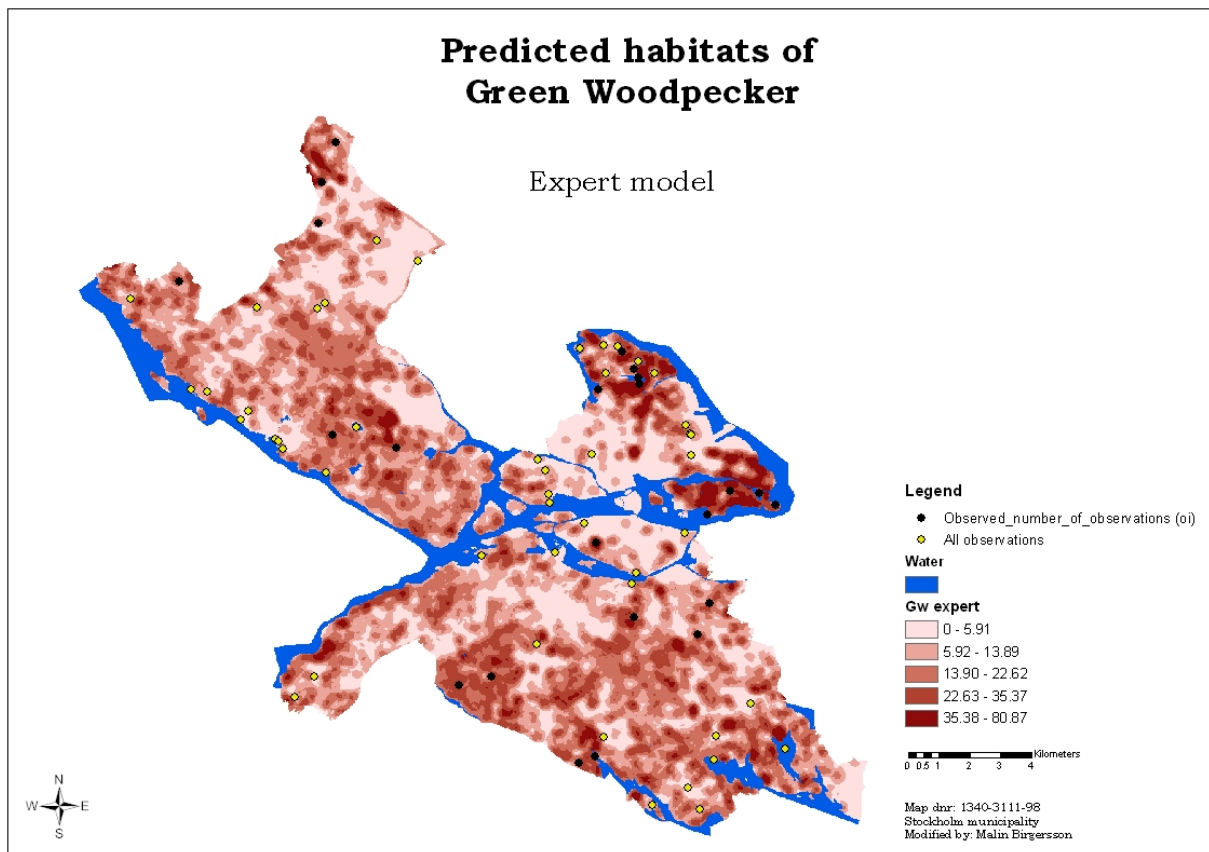 Predicted habitats of
Green Woodpecker
Expert model
Legend
Observed_number_of_observations (oi)
All observations
Water
Gw expert
0 - 5.91
5.92 - 13.89
13.90 - 22.62
22.63 - 35.37
35.38 - 80.87
Kilometers
0 0.5 1 2 3 4
N
W E
S
Map dnr: 1340-3111-98
Stockholm municipality
Modified by: Malin Birgersson